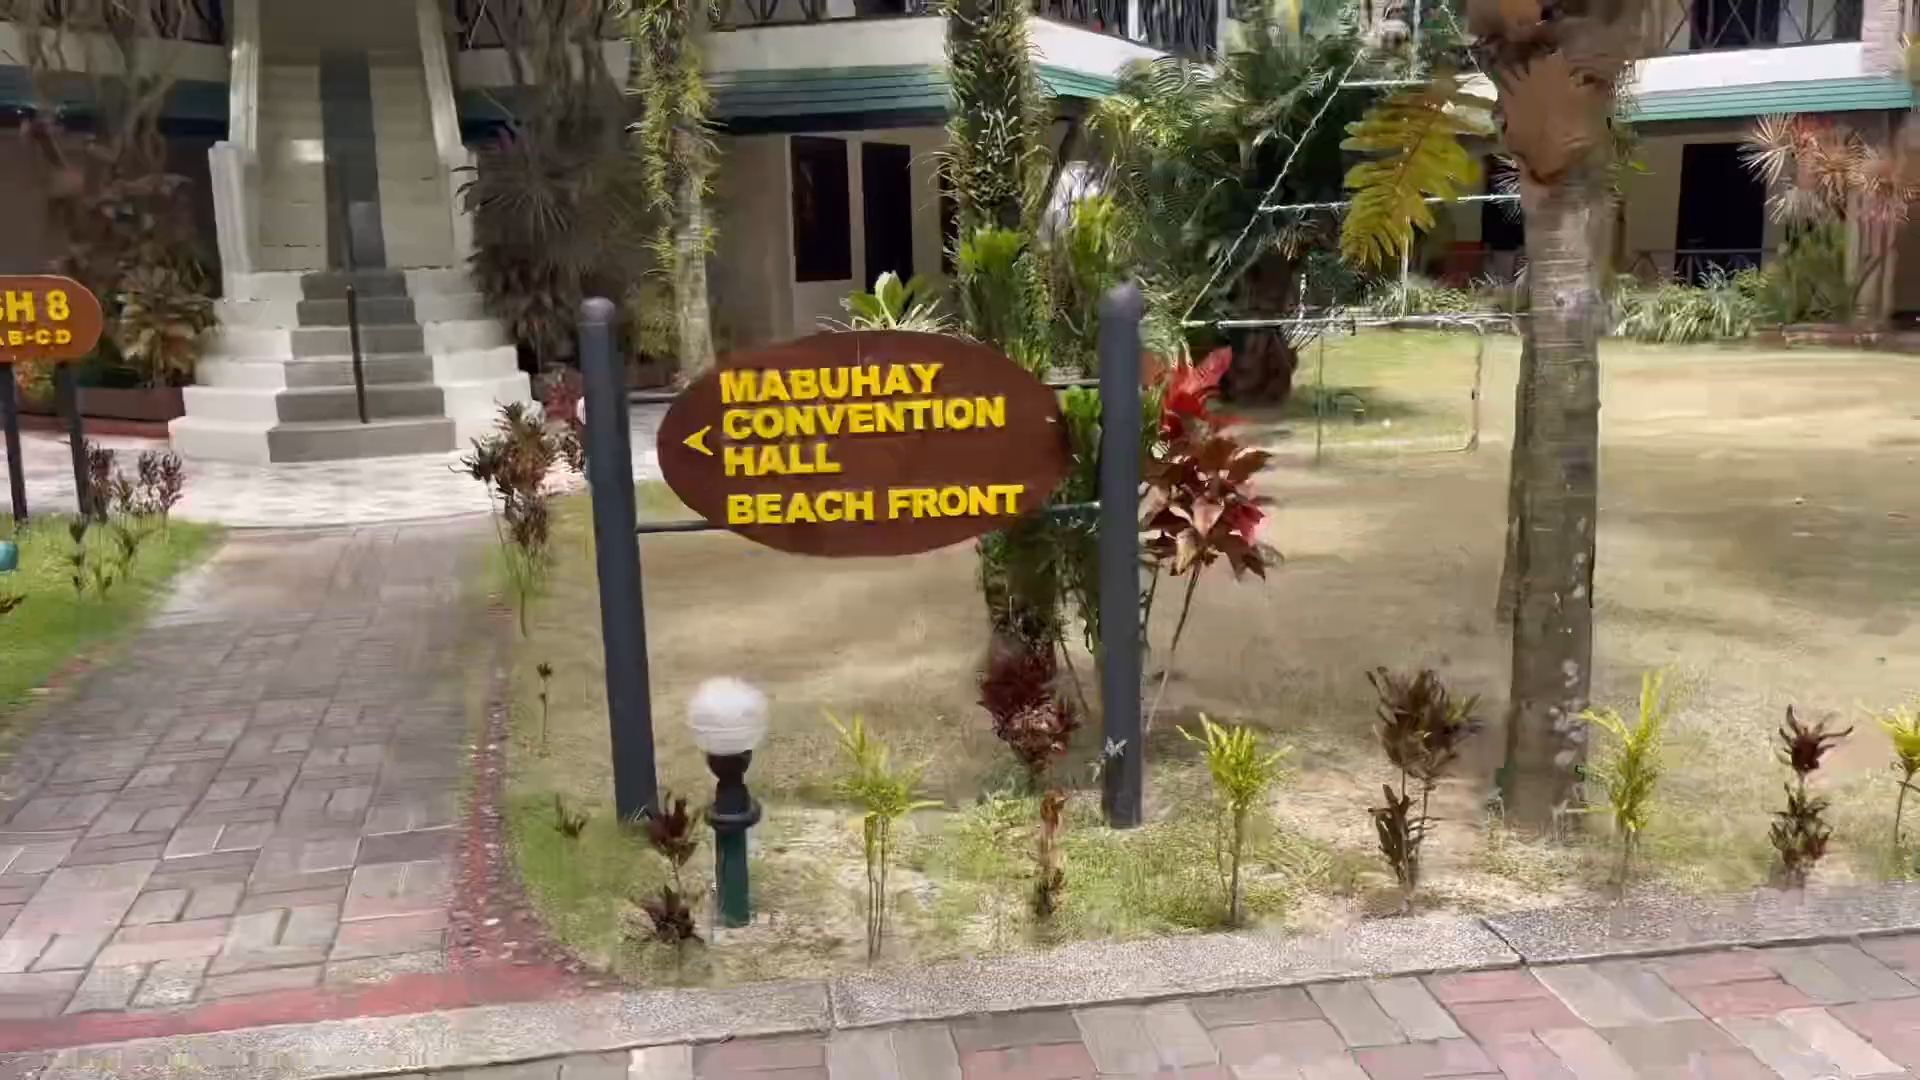 H 8
B-C D
MABUHAY
< CONVENTION
HALL
BEACH FRONT